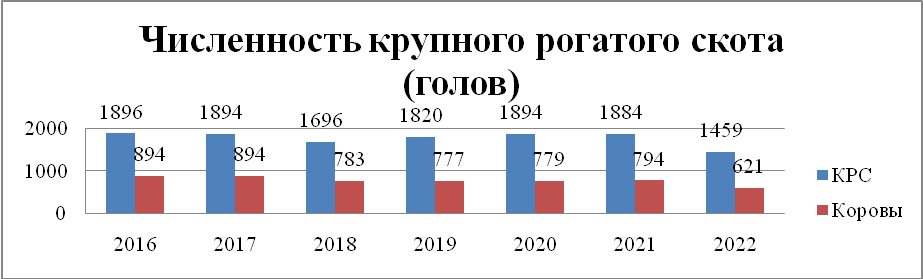 Численность крупного рогатого скота
(голов)
1896 1894 1696 1820 1894 1884 1459
2000
894 894 783 777 779 794 621
1000
КРС
0
Коровы
2016 2017 2018 2019 2020 2021 2022